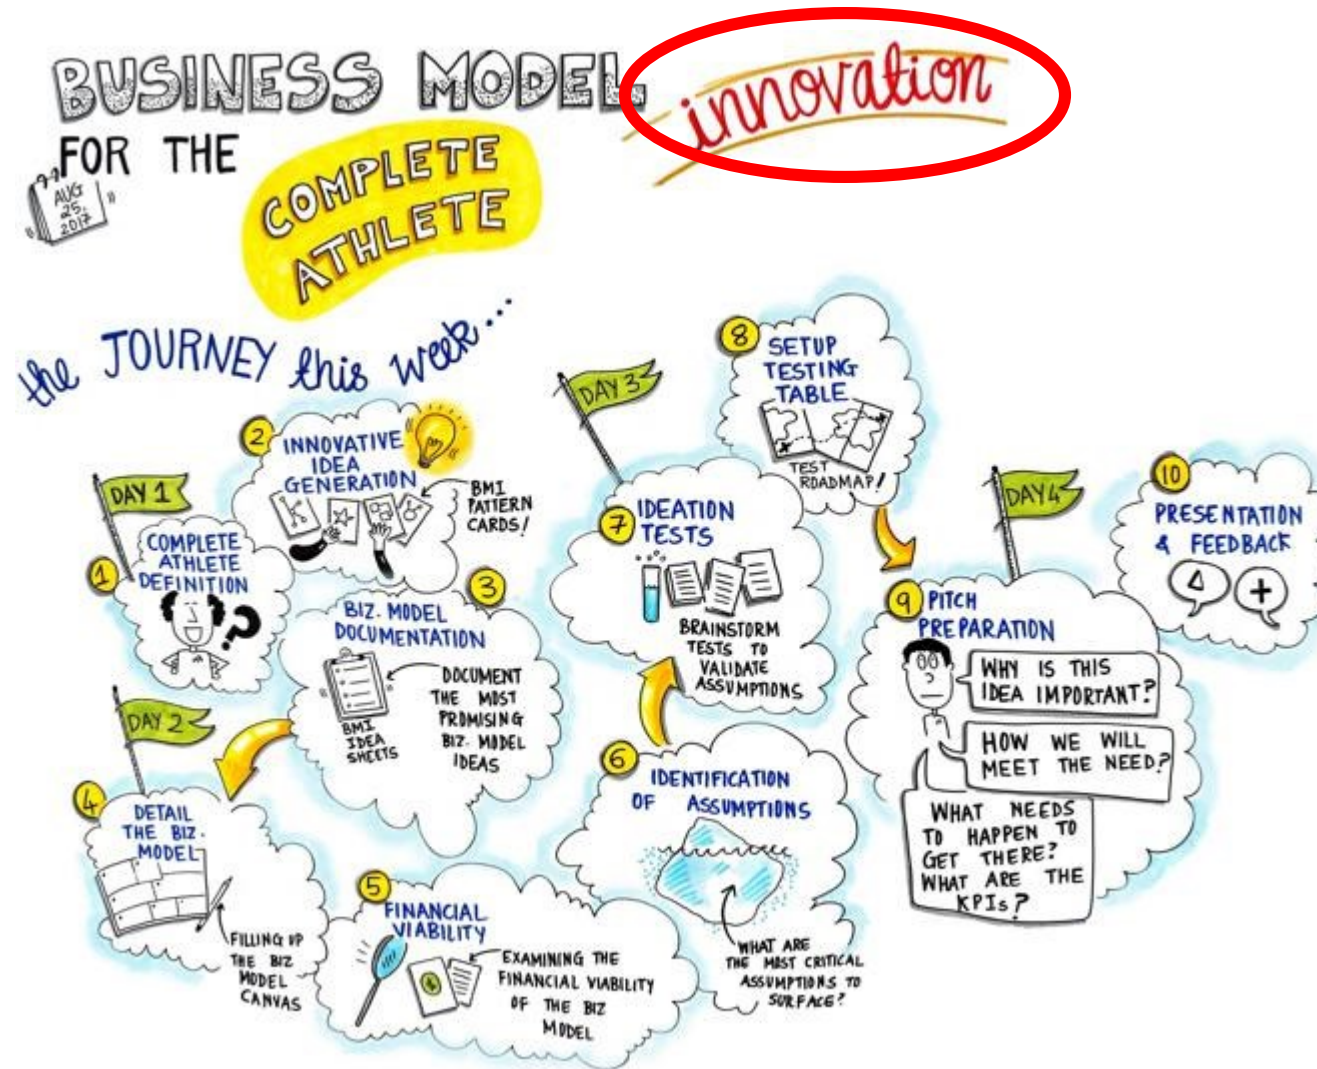 BUSINESS MODEL innovation
FOR THE
COMPLETE
ATHLETE
AUG
25.
2017
the JOURNEY this week...
DAY 1
1
COMPLETE
ATHLETE
DEFINITION
?
2
INNOVATIVE
IDEA
GENERATION
BMI
PATTERN
CARDS!
3
BIZ. MODEL
DOCUMENTATION
DOCUMENT
THE MOST
PROMISING
BIZ. MODEL
IDEAS
BMI
IDEA
SHEETS
DAY 2
4
DETAIL
THE BIZ.
MODEL
FILLING UP
THE BIZ
MODEL
CANVAS
5
FINANCIAL
VIABILITY
EXAMINING THE
FINANCIAL VIABILITY
OF THE BIZ
MODEL
6
IDENTIFICATION
OF ASSUMPTIONS
WHAT ARE
THE MOST CRITICAL
ASSUMPTIONS TO
SURFACE?
DAY 3
7
IDEATION
TESTS
BRAINSTORM
TESTS TO
VALIDATE
ASSUMPTIONS
8
SETUP
TESTING
TABLE
TEST
ROADMAP!
DAY 4
9
PITCH
PREPARATION
WHY IS THIS
IDEA IMPORTANT?
HOW WE WILL
MEET THE NEED?
WHAT NEEDS
TO HAPPEN TO
GET THERE?
WHAT ARE THE
KPIs?
10
PRESENTATION
& FEEDBACK
Δ +